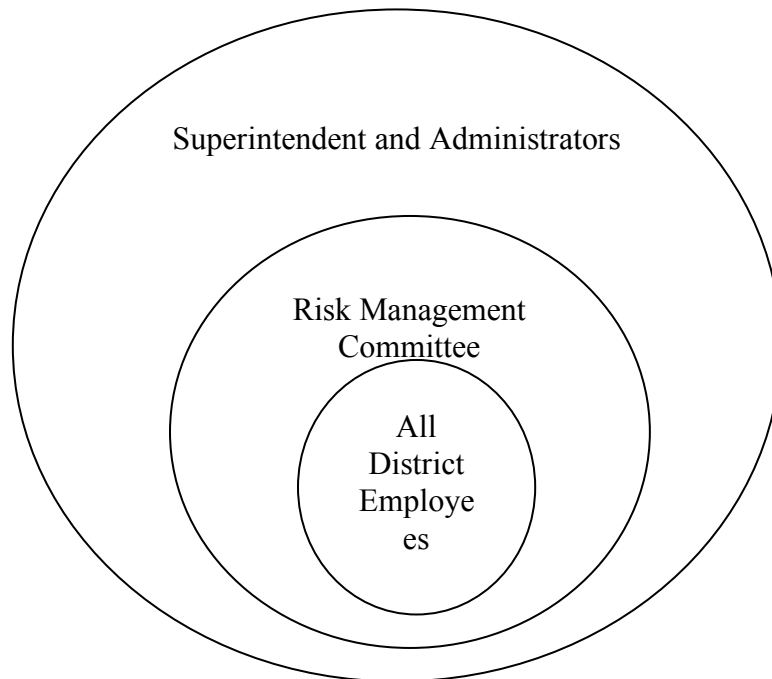 Superintendent and Administrators
Risk Management
Committee
All
District
Employe
es